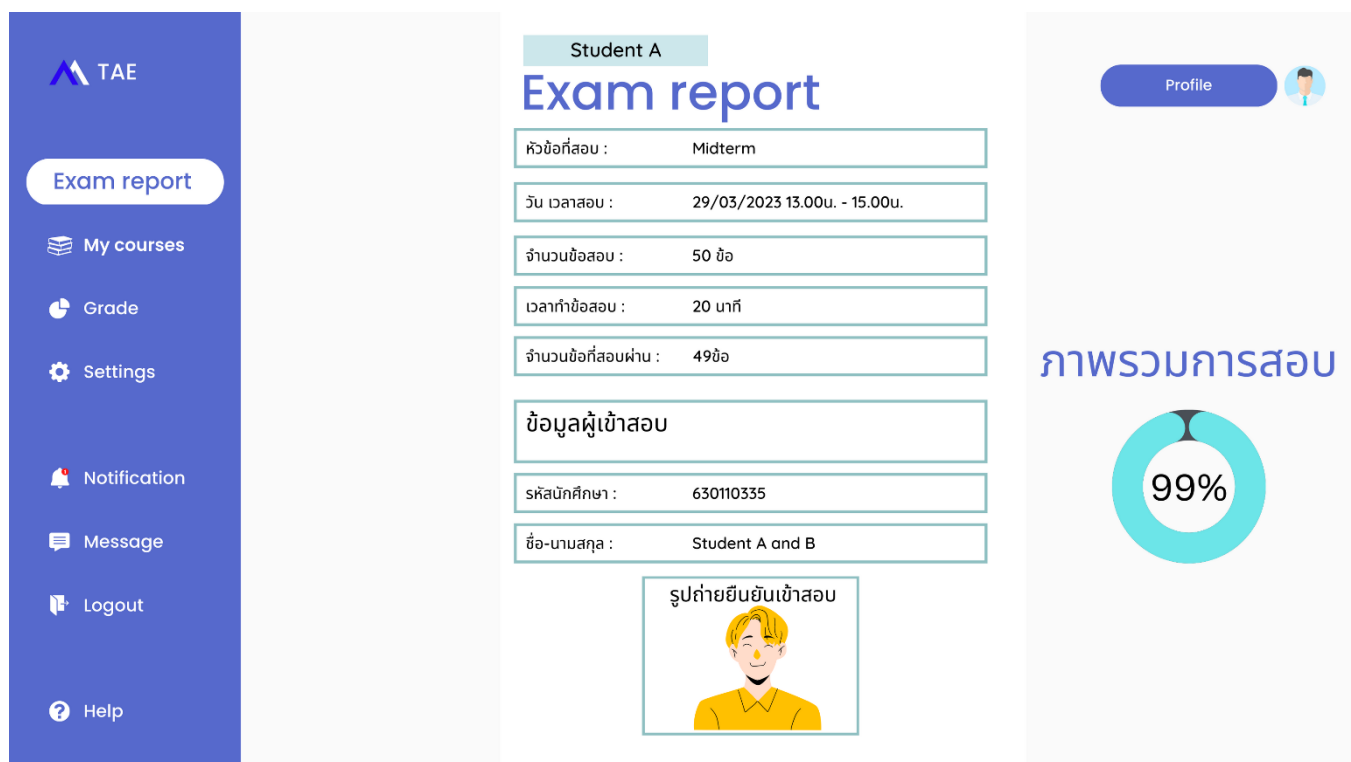 TAE
Exam report
My courses
Grade
Settings
Notification
Message
Logout
Help
Student A
Exam report
หัวข้อที่สอบ : Midterm
วัน เวลาสอบ : 29/03/2023 13.00น. - 15.00น.
จำนวนข้อสอบ : 50 ข้อ
เวลาทำข้อสอบ : 20 นาที
จำนวนข้อที่สอบผ่าน : 49ข้อ
ข้อมูลผู้เข้าสอบ
รหัสนักศึกษา : 630110335
ชื่อ-นามสกุล : Student A and B
รูปถ่ายยืนยันเข้าสอบ
Profile
ภาพรวมการสอบ
99%